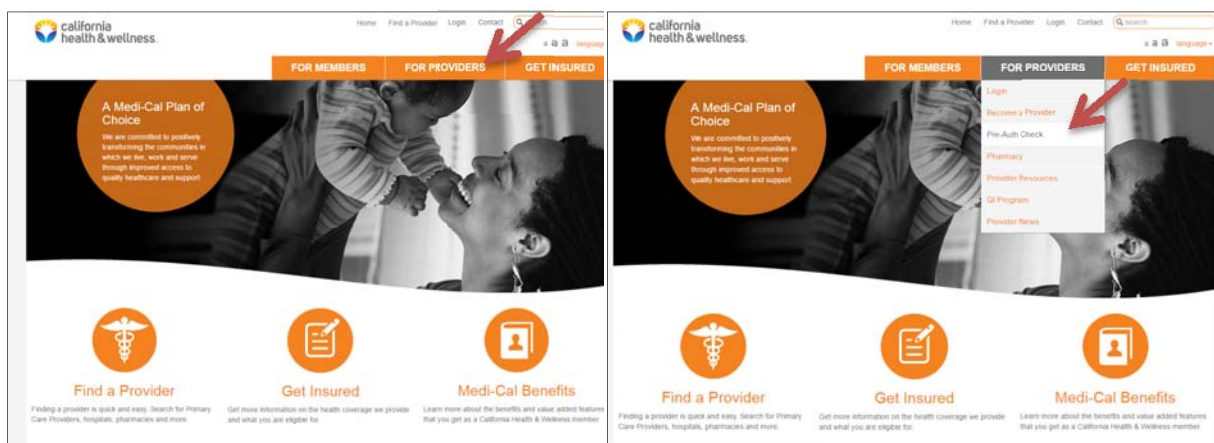 california
health & wellness.
Home Find a Provider Login Contact
a a a language
FOR MEMBERS FOR PROVIDERS GET INSURED
A Medi-Cal Plan of
Choice
We are committed to positively
transforming the communities in
which we live, work and serve
through improved access to
quality healthcare and support.
Find a Provider
Finding a provider is quick and easy. Search for Primary
Care Providers, hospitals, pharmacies and more.
Get Insured
Get more information on the health coverage we provide
and what you are eligible for.
Medi-Cal Benefits
Learn more about the benefits and value added features
that you get as a California Health & Wellness member.
california
health & wellness.
Home Find a Provider Login Contact search
a a a language
FOR MEMBERS FOR PROVIDERS GET INSURED
Login
Become a Provider
Pre-Auth Check
Pharmacy
Provider Resources
QI Program
Provider News
A Medi-Cal Plan of
Choice
We are committed to positively
transforming the communities in
which we live, work and serve
through improved access to
quality healthcare and support.
Find a Provider
Finding a provider is quick and easy. Search for Primary
Care Providers, hospitals, pharmacies and more.
Get Insured
Get more information on the health coverage we provide
and what you are eligible for.
Medi-Cal Benefits
Learn more about the benefits and value added features
that you get as a California Health & Wellness member.